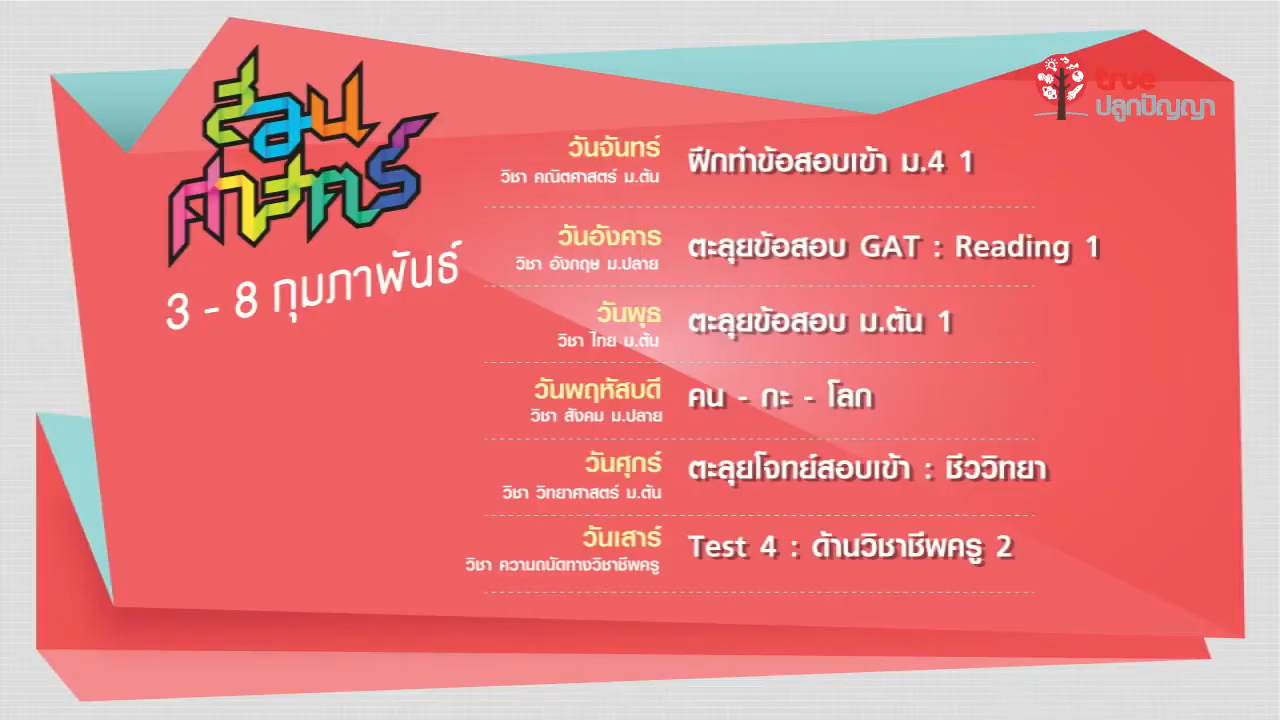 สอน
ศาสตร์
3 - 8 กุมภาพันธ์
true
ปลูกปัญญา
วันจันทร์
วิชา คณิตศาสตร์ ม.ต้น
ฝึกทำข้อสอบเข้า ม.4 1
วันอังคาร
วิชา อังกฤษ ม.ปลาย
ตะลุยข้อสอบ GAT : Reading 1
วันพุธ
วิชา ไทย ม.ต้น
ตะลุยข้อสอบ ม.ต้น 1
วันพฤหัสบดี
วิชา สังคม ม.ปลาย
คน - กะ - โลก
วันศุกร์
วิชา วิทยาศาสตร์ ม.ต้น
ตะลุยโจทย์สอบเข้า : ชีววิทยา
วันเสาร์
วิชา ความถนัดทางวิชาชีพครู
Test 4 : ด้านวิชาชีพครู 2